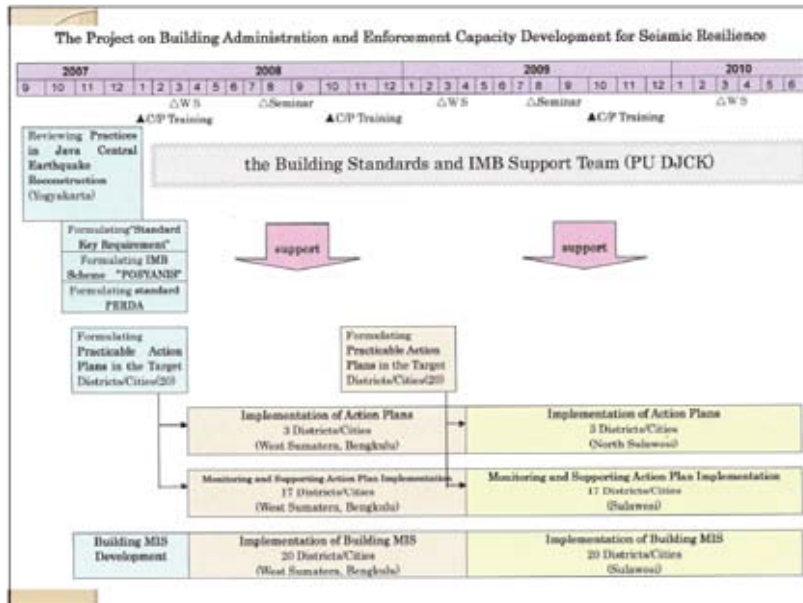 The Project on Building Administration and Enforcement Capacity Development for Seismic Resilience
2007 2008 2009 2010
9 10 11 12 1 2 3 4 5 6 7 8 9 10 11 12 1 2 3 4 5 6 7 8 9 10 11 12 1 2 3 4 5 6
△WS △Seminar △WS △Seminar △WS
▲C/P Training ▲C/P Training ▲C/P Training
Reviewing Practices
in Java Central
Earthquake
Reconstruction
(Yogyakarta)
the Building Standards and IMB Support Team (PU DJCK)
Formulating"Standard
Key Requirement"
Formulating IMB
Scheme "POSYANIS"
Formulating standard
PERDA
support
support
Formulating
Practicable Action
Plans in the Target
Districts/Cities(20)
Formulating
Practicable Action
Plans in the Target
Districts/Cities(20)
Implementation of Action Plans
3 Districts/Cities
(West Sumatera, Bengkulu)
Implementation of Action Plans
3 Districts/Cities
(North Sulawesi)
Monitoring and Supporting Action Plan Implementation
17 Districts/Cities
(West Sumatera, Bengkulu)
Monitoring and Supporting Action Plan Implementation
17 Districts/Cities
(Sulawesi)
Building MIS
Development
Implementation of Building MIS
20 Districts/Cities
(West Sumatera, Bengkulu)
Implementation of Building MIS
20 Districts/Cities
(Sulawesi)